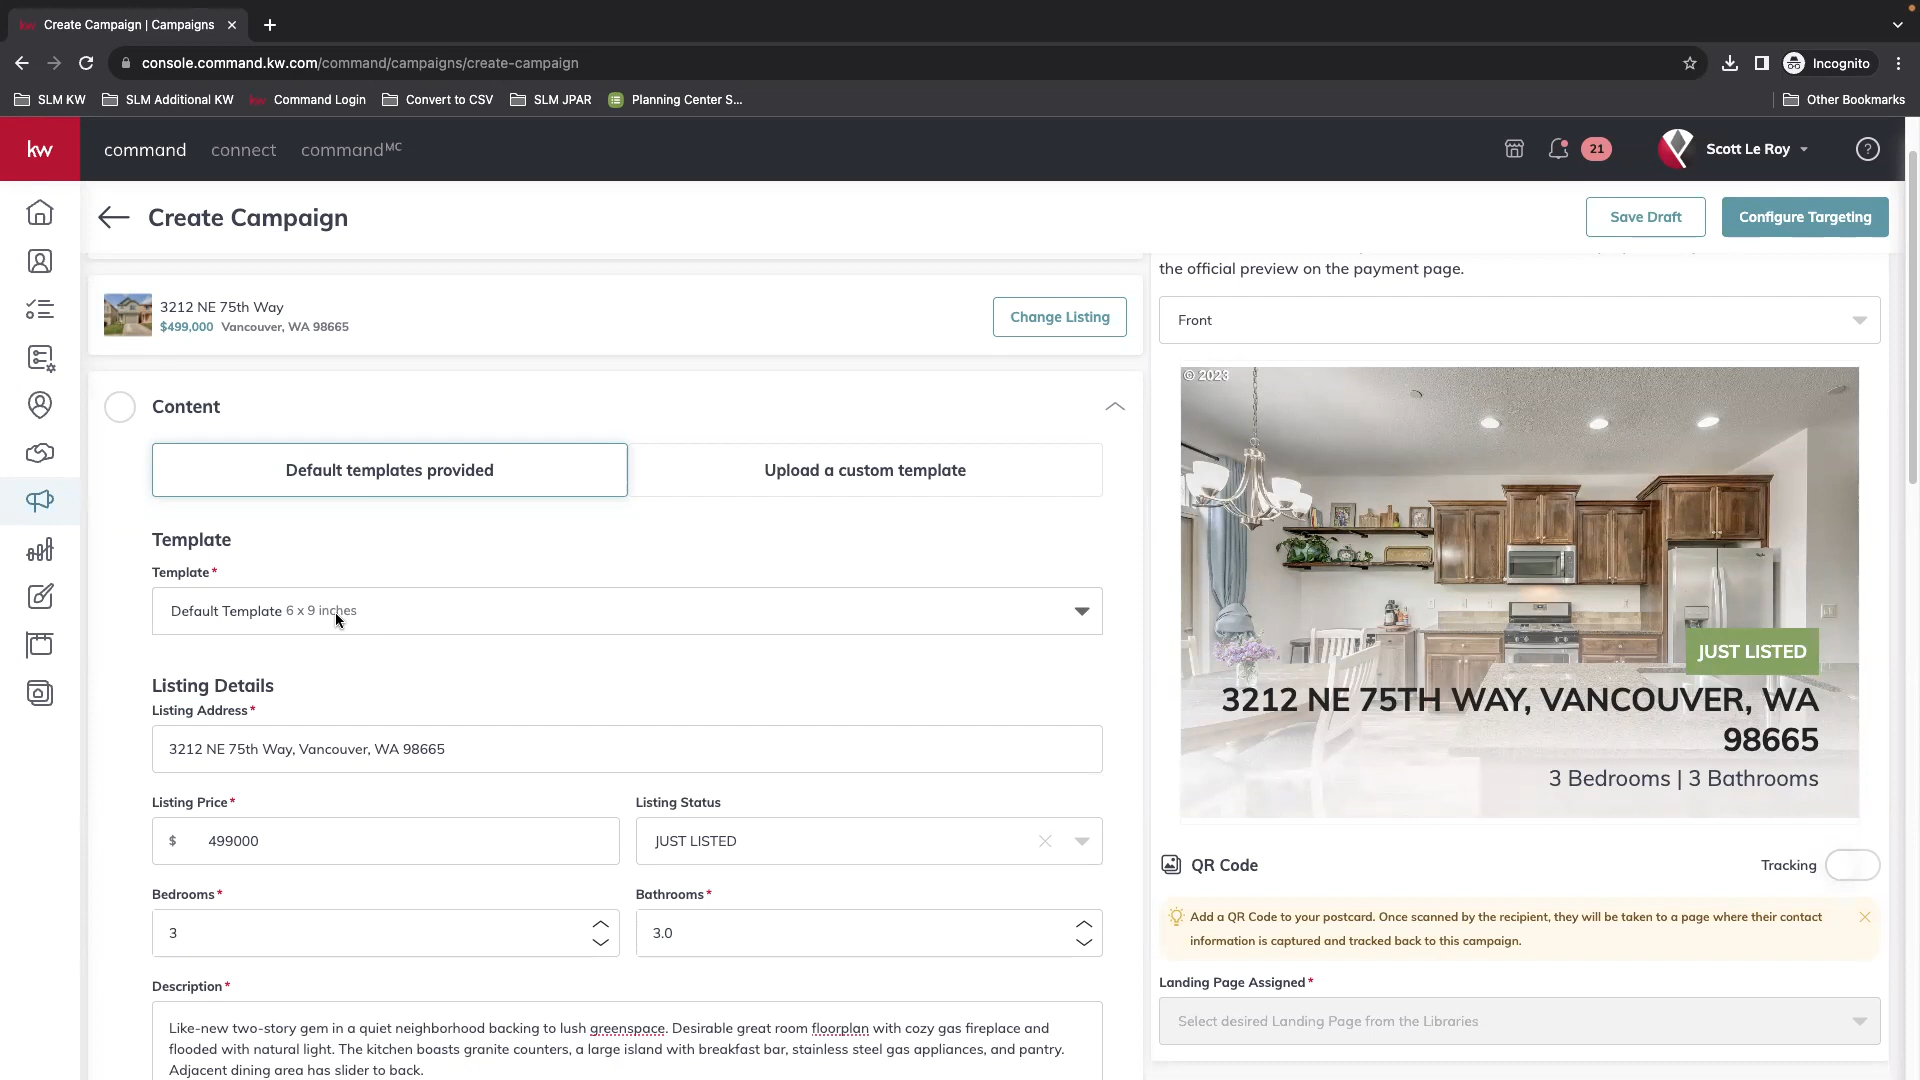 kw Create Campaign | Campaigns
console.command.kw.com/command/campaigns/create-campaign
Incognito
SLM KW
SLM Additional KW
kw Command Login
Convert to CSV
SLM JPAR
Planning Center S...
Other Bookmarks
kw
command connect commandMC
21
Scott Le Roy
?
Create Campaign
Save Draft
Configure Targeting
3212 NE 75th Way
$499,000 Vancouver, WA 98665
Change Listing
Content
Default templates provided
Upload a custom template
Template
Template*
Default Template 6 x 9 inches
Listing Details
Listing Address*
3212 NE 75th Way, Vancouver, WA 98665
Listing Price*
Listing Status
$ 499000
JUST LISTED
Bedrooms*
Bathrooms*
3
3.0
Description*
Like-new two-story gem in a quiet neighborhood backing to lush greenspace. Desirable great room floorplan with cozy gas fireplace and
flooded with natural light. The kitchen boasts granite counters, a large island with breakfast bar, stainless steel gas appliances, and pantry.
Adjacent dining area has slider to back.
the official preview on the payment page.
Front
© 2023
JUST LISTED
3212 NE 75TH WAY, VANCOUVER, WA
98665
3 Bedrooms | 3 Bathrooms
QR Code
Tracking
Add a QR Code to your postcard. Once scanned by the recipient, they will be taken to a page where their contact
information is captured and tracked back to this campaign.
Landing Page Assigned*
Select desired Landing Page from the Libraries